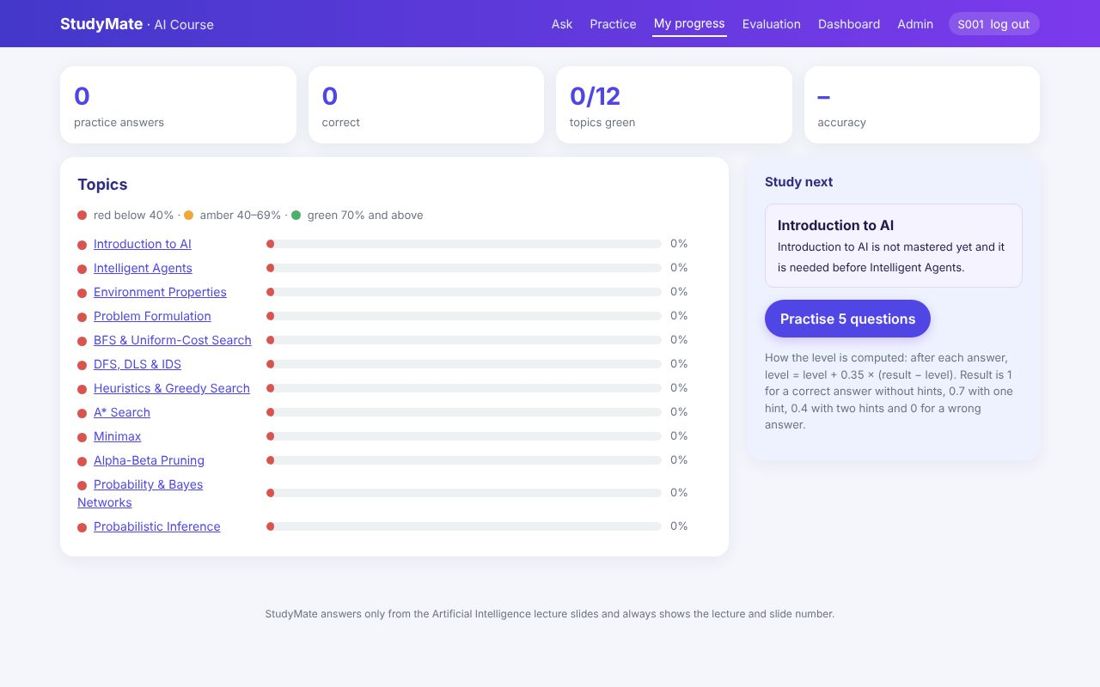 StudyMate · AI Course
Ask Practice My progress Evaluation Dashboard Admin S001 log out
0
practice answers
0
correct
0/12
topics green
–
accuracy
Topics
red below 40% · amber 40–69% · green 70% and above
Introduction to AI 0%
Intelligent Agents 0%
Environment Properties 0%
Problem Formulation 0%
BFS & Uniform-Cost Search 0%
DFS, DLS & IDS 0%
Heuristics & Greedy Search 0%
A* Search 0%
Minimax 0%
Alpha-Beta Pruning 0%
Probability & Bayes
Networks 0%
Probabilistic Inference 0%
Study next
Introduction to AI
Introduction to AI is not mastered yet and it
is needed before Intelligent Agents.
Practise 5 questions
How the level is computed: after each answer,
level = level + 0.35 × (result − level). Result is 1
for a correct answer without hints, 0.7 with one
hint, 0.4 with two hints and 0 for a wrong
answer.
StudyMate answers only from the Artificial Intelligence lecture slides and always shows the lecture and slide number.